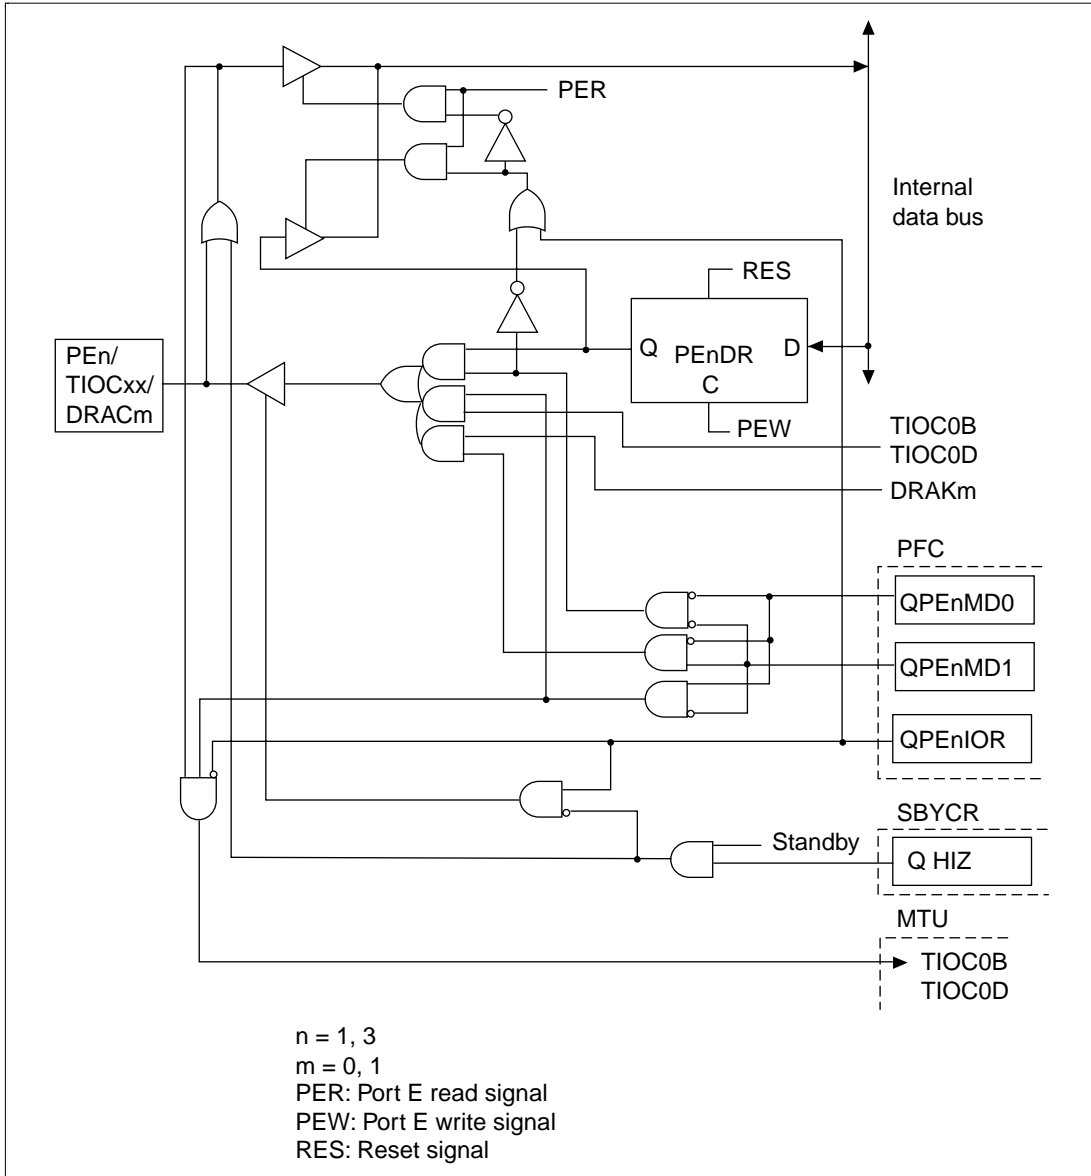 PER
Internal
data bus
RES
Q PEnDR D
C
PEn/
TIOCxx/
DRACm
PEW
TIOC0B
TIOC0D
DRAKm
PFC
QPEnMD0
QPEnMD1
QPEnIOR
SBYCR
Standby
Q HIZ
MTU
TIOC0B
TIOC0D
n = 1, 3
m = 0, 1
PER: Port E read signal
PEW: Port E write signal
RES: Reset signal